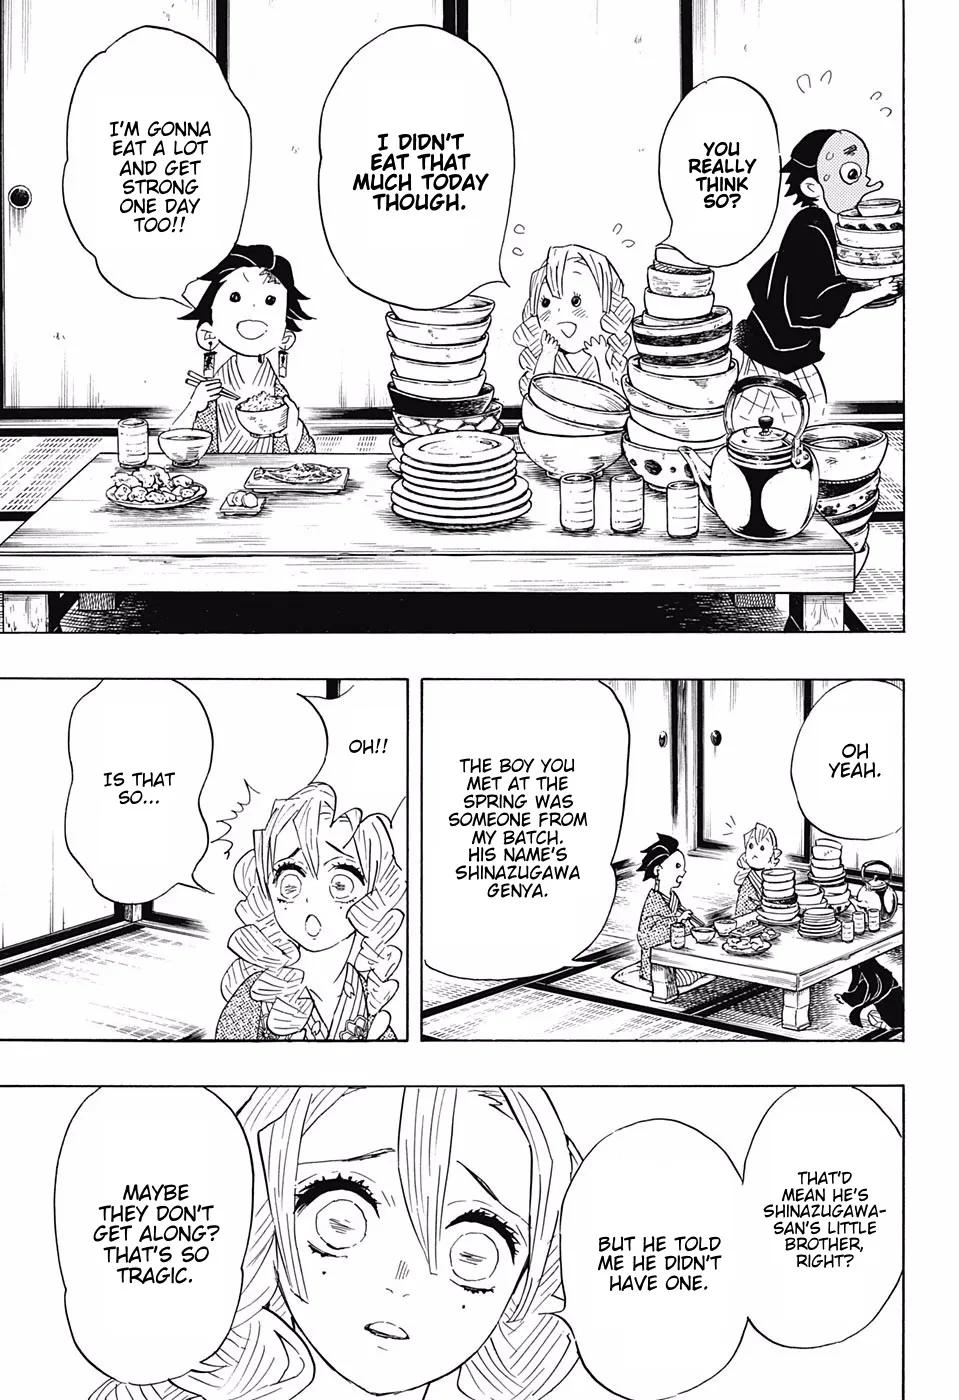 YOU
REALLY
THINK
SO?
I DIDN'T
EAT THAT
MUCH TODAY
THOUGH.
I'M GONNA
EAT A LOT
AND GET
STRONG
ONE DAY
TOO!!
OH
YEAH.
THE BOY YOU
MET AT THE
SPRING WAS
SOMEONE FROM
MY BATCH.
HIS NAME'S
SHINAZUGAWA
GENYA.
OH!!
IS THAT
SO...
THAT'D
MEAN HE'S
SHINAZUGAWA-
SAN'S LITTLE
BROTHER,
RIGHT?
BUT HE TOLD
ME HE DIDN'T
HAVE ONE.
MAYBE
THEY DON'T
GET ALONG?
THAT'S SO
TRAGIC.